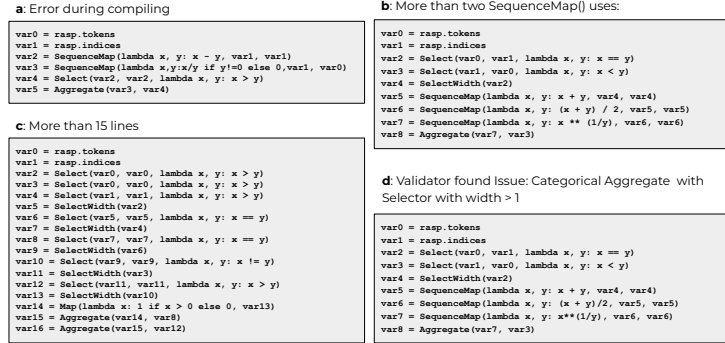 a: Error during compiling
var0 = rasp.tokens
var1 = rasp.indices
var2 = SequenceMap(lambda x, y: x - y, var1, var1)
var3 = SequenceMap(lambda x,y:x/y if y!=0 else 0,var1, var0)
var4 = Select(var2, var2, lambda x, y: x > y)
var5 = Aggregate(var3, var4)
c: More than 15 lines
var0 = rasp.tokens
var1 = rasp.indices
var2 = Select(var0, var0, lambda x, y: x > y)
var3 = Select(var0, var0, lambda x, y: x > y)
var4 = Select(var1, var1, lambda x, y: x > y)
var5 = SelectWidth(var2)
var6 = Select(var5, var5, lambda x, y: x == y)
var7 = SelectWidth(var4)
var8 = Select(var7, var7, lambda x, y: x == y)
var9 = SelectWidth(var6)
var10 = Select(var9, var9, lambda x, y: x != y)
var11 = SelectWidth(var3)
var12 = Select(var11, var11, lambda x, y: x > y)
var13 = SelectWidth(var10)
var14 = Map(lambda x: 1 if x > 0 else 0, var13)
var15 = Aggregate(var14, var8)
var16 = Aggregate(var15, var12)
b: More than two SequenceMap() uses:
var0 = rasp.tokens
var1 = rasp.indices
var2 = Select(var0, var1, lambda x, y: x == y)
var3 = Select(var1, var0, lambda x, y: x < y)
var4 = SelectWidth(var2)
var5 = SequenceMap(lambda x, y: x + y, var4, var4)
var6 = SequenceMap(lambda x, y: (x + y) / 2, var5, var5)
var7 = SequenceMap(lambda x, y: x ** (1/y), var6, var6)
var8 = Aggregate(var7, var3)
d: Validator found Issue: Categorical Aggregate with
Selector with width > 1
var0 = rasp.tokens
var1 = rasp.indices
var2 = Select(var0, var1, lambda x, y: x == y)
var3 = Select(var1, var0, lambda x, y: x < y)
var4 = SelectWidth(var2)
var5 = SequenceMap(lambda x, y: x + y, var4, var4)
var6 = SequenceMap(lambda x, y: (x + y)/2, var5, var5)
var7 = SequenceMap(lambda x, y: x**(1/y), var6, var6)
var8 = Aggregate(var7, var3)